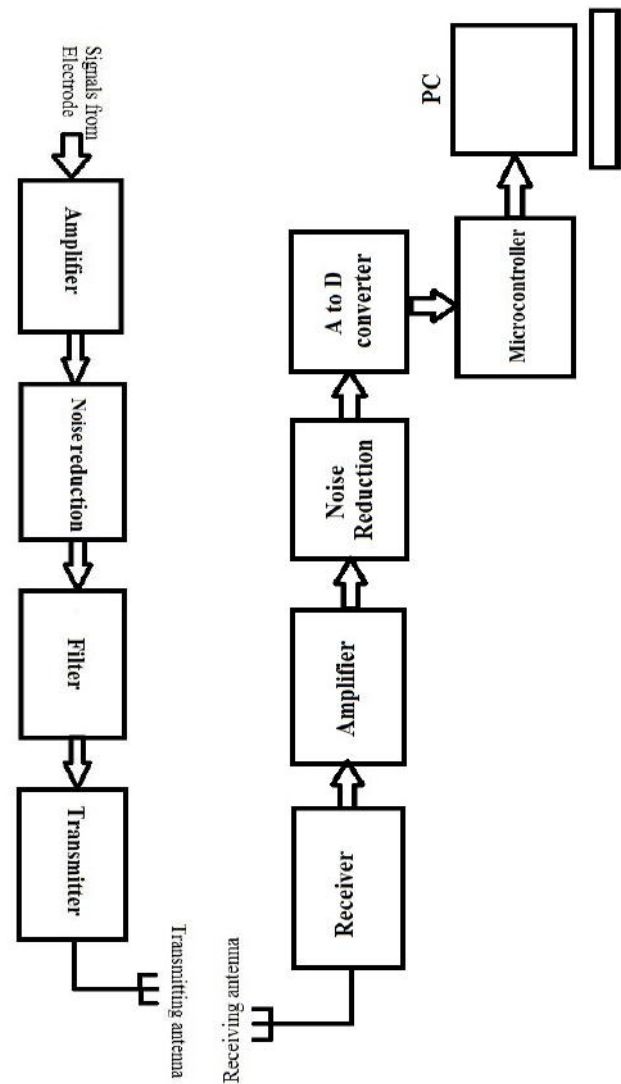 Signals from
Electrode
Amplifier
Noise reduction
Filter
Transmitter
Transmitting antenna
Receiving antenna
Receiver
Amplifier
Noise
Reduction
A to D
converter
Microcontroller
PC